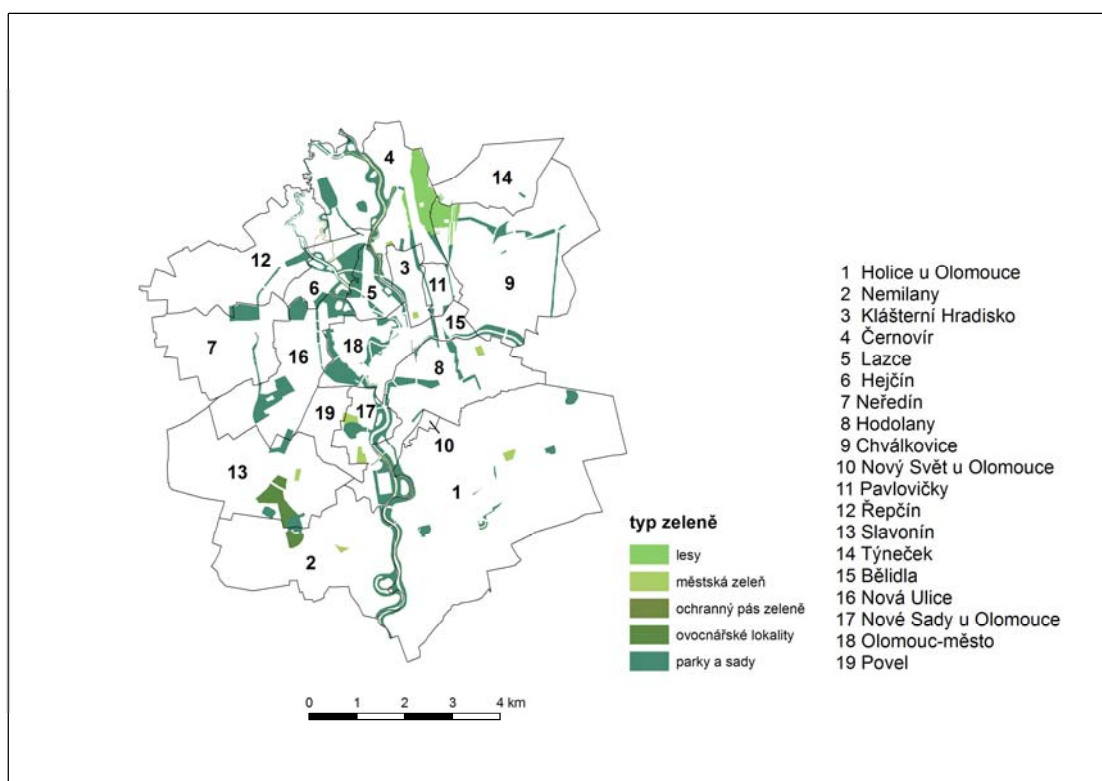 4
14
12
3
9
6
11
5
15
7
18
16
8
19
17
10
13
1
2
1 Holice u Olomouce
2 Nemilany
3 Klášterní Hradisko
4 Černovír
5 Lazce
6 Hejčín
7 Neředín
8 Hodolany
9 Chválkovice
10 Nový Svět u Olomouce
11 Pavlovičky
12 Řepčín
13 Slavonín
14 Týneček
15 Bělidla
16 Nová Ulice
17 Nové Sady u Olomouce
18 Olomouc-město
19 Povel
typ zeleně
lesy
městská zeleň
ochranný pás zeleně
ovocnářské lokality
parky a sady
0 1 2 3 4 km